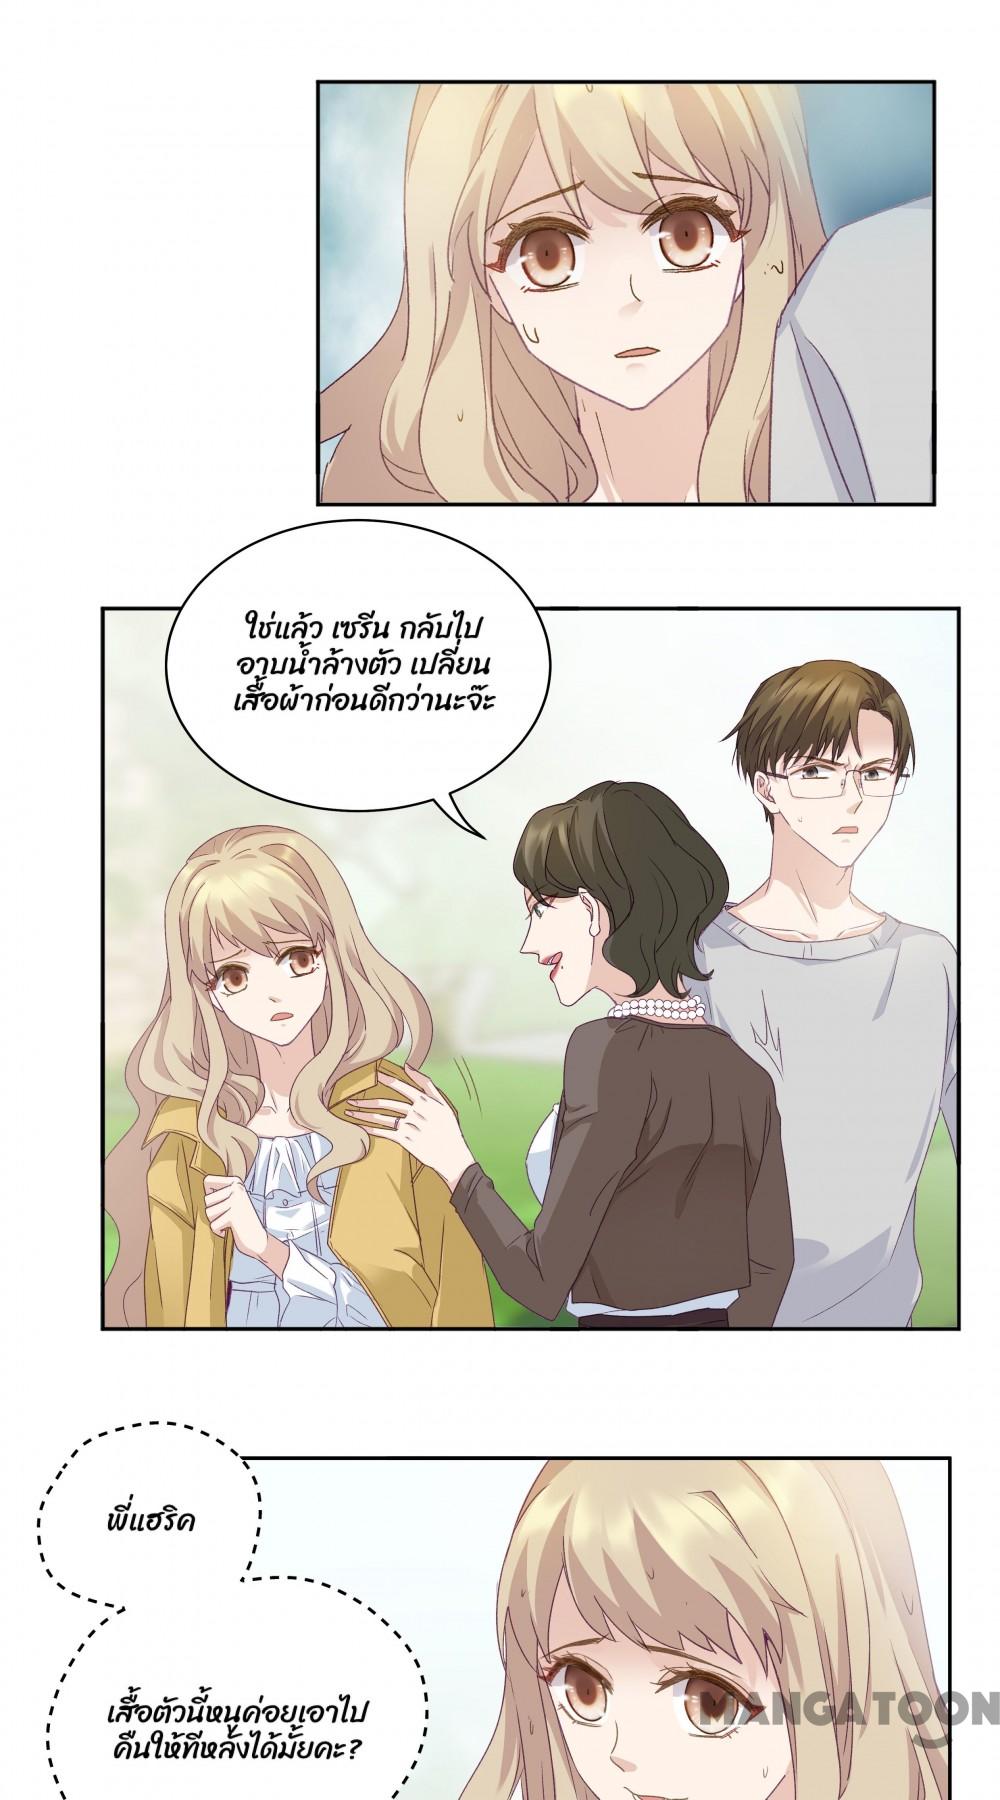 ใช่แล้ว เซรีน กลับไป
อาบน้ำล้างตัว เปลี่ยน
เสื้อผ้าก่อนดีกว่านะจ๊ะ
พี่แฮริค
เสื้อตัวนี้หนูค่อยเอาไป
คืนให้ทีหลังได้มั้ยคะ?
MANGATOON